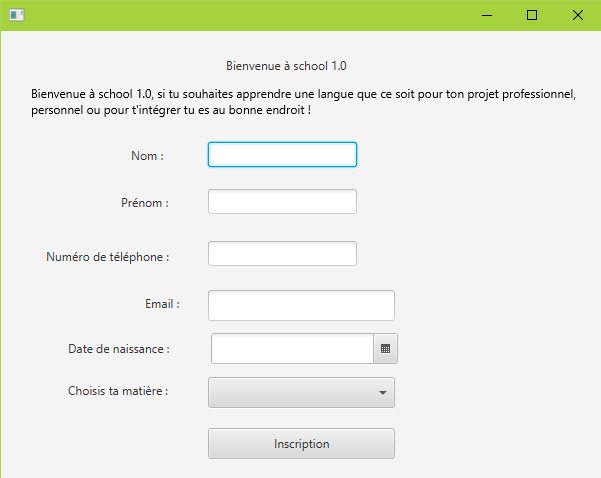 Bienvenue à school 1.0
Bienvenue à school 1.0, si tu souhaites apprendre une langue que ce soit pour ton projet professionnel,
personnel ou pour t'intégrer tu es au bonne endroit !
Nom :
Prénom :
Numéro de téléphone :
Email :
Date de naissance :
Choisis ta matière :
Inscription